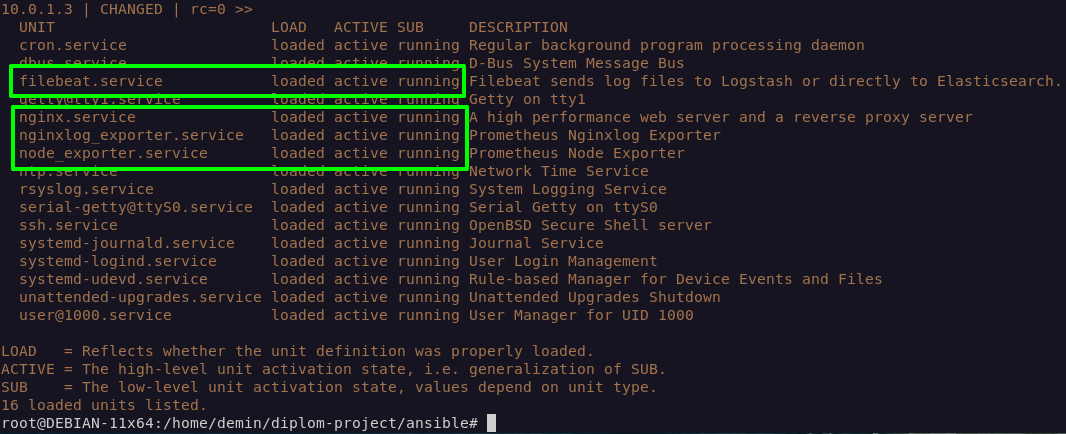 10.0.1.3 | CHANGED | rc=0 >>
  UNIT                        LOAD   ACTIVE SUB     DESCRIPTION
  cron.service                loaded active running Regular background program processing daemon
  dbus.service                loaded active running D-Bus System Message Bus
  filebeat.service            loaded active running Filebeat sends log files to Logstash or directly to Elasticsearch.
  getty@tty1.service          loaded active running Getty on tty1
  nginx.service               loaded active running A high performance web server and a reverse proxy server
  nginxlog_exporter.service   loaded active running Prometheus Nginxlog Exporter
  node_exporter.service       loaded active running Prometheus Node Exporter
  ntp.service                 loaded active running Network Time Service
  rsyslog.service             loaded active running System Logging Service
  serial-getty@ttyS0.service  loaded active running Serial Getty on ttyS0
  ssh.service                 loaded active running OpenBSD Secure Shell server
  systemd-journald.service    loaded active running Journal Service
  systemd-logind.service      loaded active running User Login Management
  systemd-udevd.service       loaded active running Rule-based Manager for Device Events and Files
  unattended-upgrades.service loaded active running Unattended Upgrades Shutdown
  user@1000.service           loaded active running User Manager for UID 1000

LOAD   = Reflects whether the unit definition was properly loaded.
ACTIVE = The high-level unit activation state, i.e. generalization of SUB.
SUB    = The low-level unit activation state, values depend on unit type.
16 loaded units listed.
root@DEBIAN-11x64:/home/demin/diplom-project/ansible#